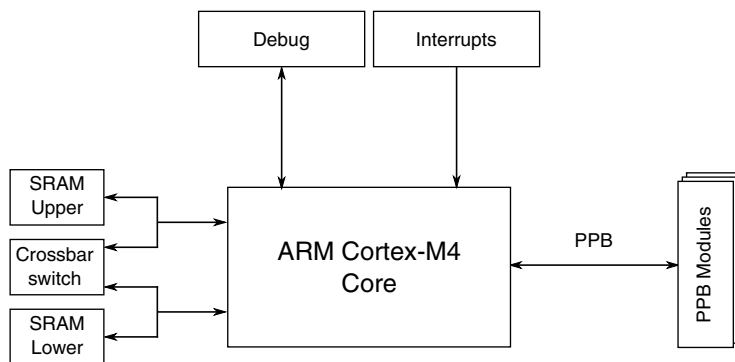 Debug
Interrupts
SRAM
Upper
Crossbar
switch
SRAM
Lower
ARM Cortex-M4
Core
PPB
PPB Modules